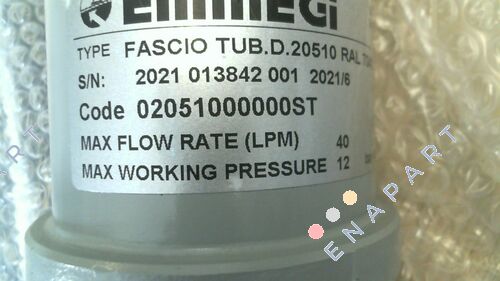 EmmeGi
TYPE FASCIO TUB.D.20510 RAL
S/N: 2021 013842 001 2021/6
Code 02051000000ST
MAX FLOW RATE (LPM) 40
MAX WORKING PRESSURE 12
ENAPART
ENAPART